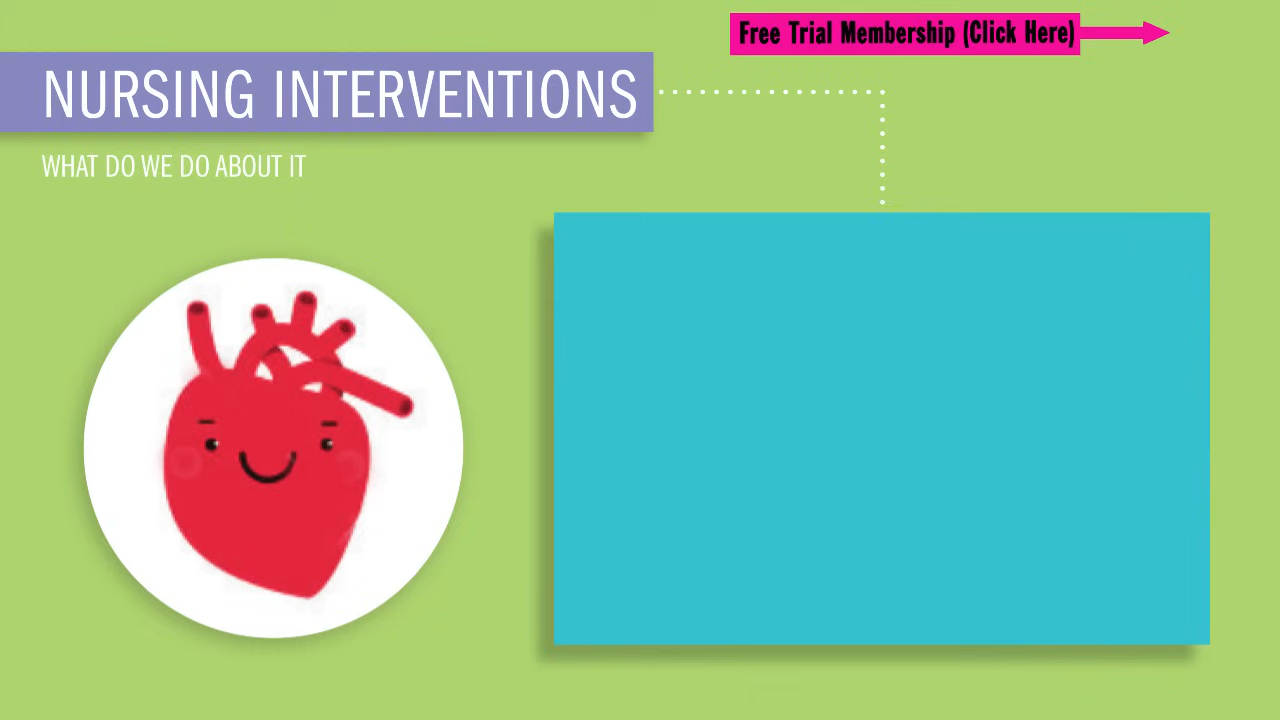 Free Trial Membership (Click Here)
NURSING INTERVENTIONS
WHAT DO WE DO ABOUT IT